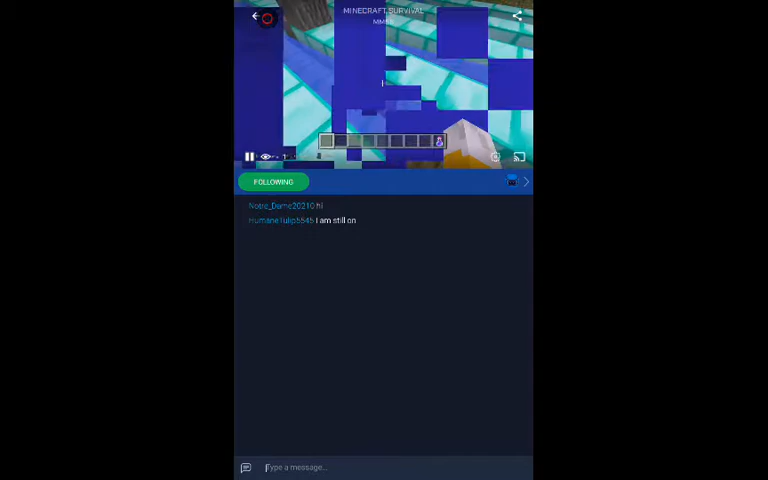 MINECRAFT SURVIVAL
FOLLOWING
Notre_Dame20210 hi
HumaneTulip5545 I am still on
Type a message...